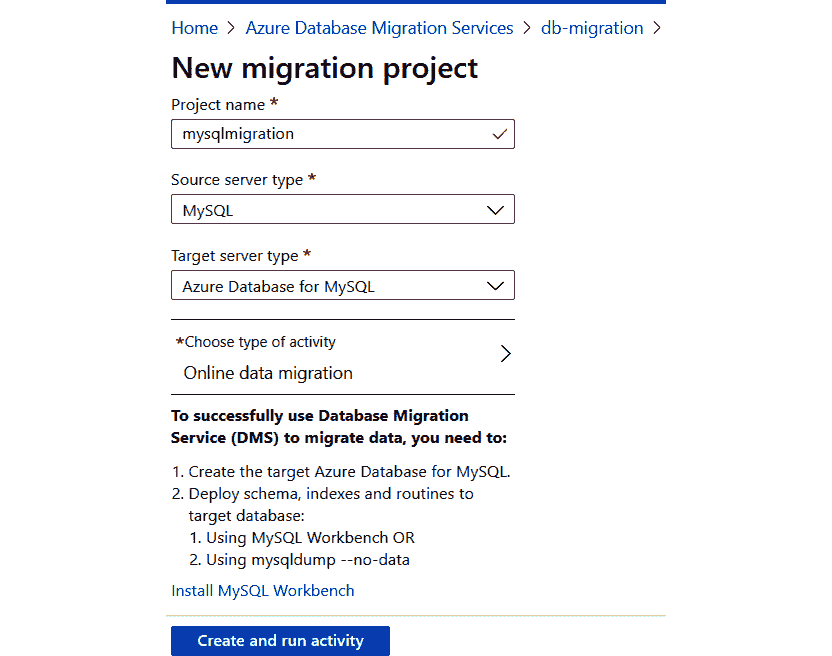 Home > Azure Database Migration Services > db-migration >
New migration project
Project name *
mysqlmigration
Source server type *
MySQL
Target server type *
Azure Database for MySQL
*Choose type of activity
Online data migration
To successfully use Database Migration
Service (DMS) to migrate data, you need to:
1. Create the target Azure Database for MySQL.
2. Deploy schema, indexes and routines to
target database:
1. Using MySQL Workbench OR
2. Using mysqldump --no-data
Install MySQL Workbench
Create and run activity